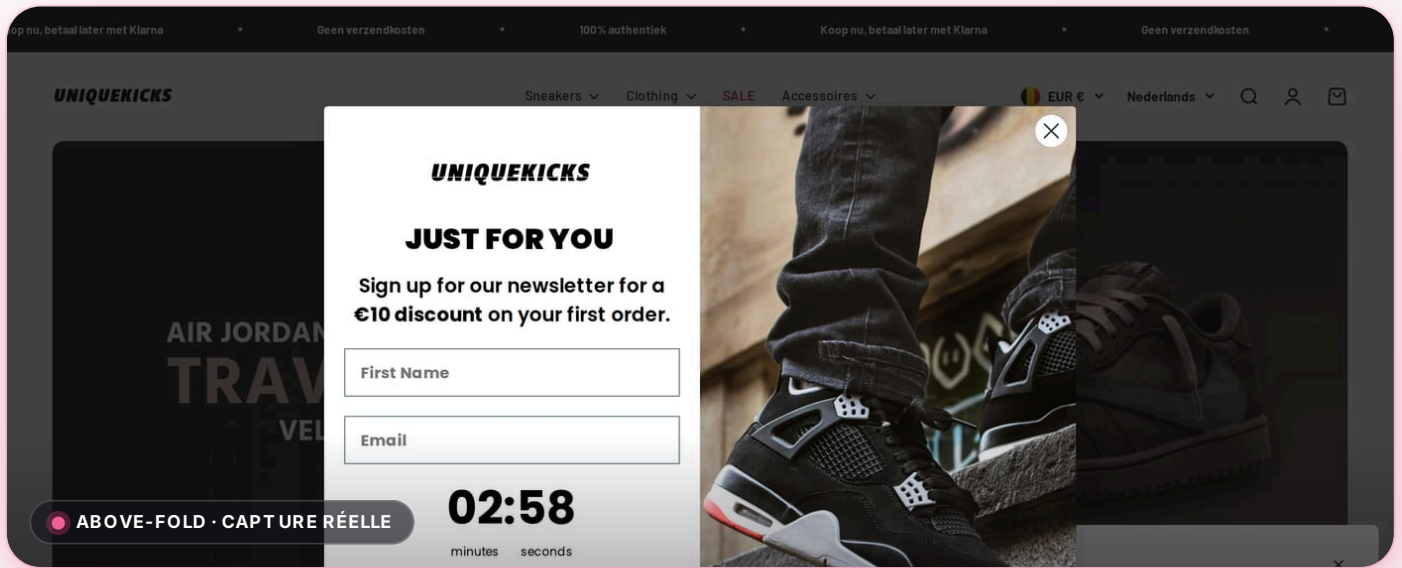 op nu, betaal later met Klarna • Geen verzendkosten • 100% authentiek • Koop nu, betaal later met Klarna • Geen verzendkosten •
UNIQUEKICKS Sneakers Clothing SALE Accessoires EUR € Nederlands
UNIQUEKICKS
JUST FOR YOU
Sign up for our newsletter for a
€10 discount on your first order.
First Name
Email
02:58
minutes seconds
AIR JORDAN
TRAV
VEL
ABOVE-FOLD · CAPTURE RÉELLE